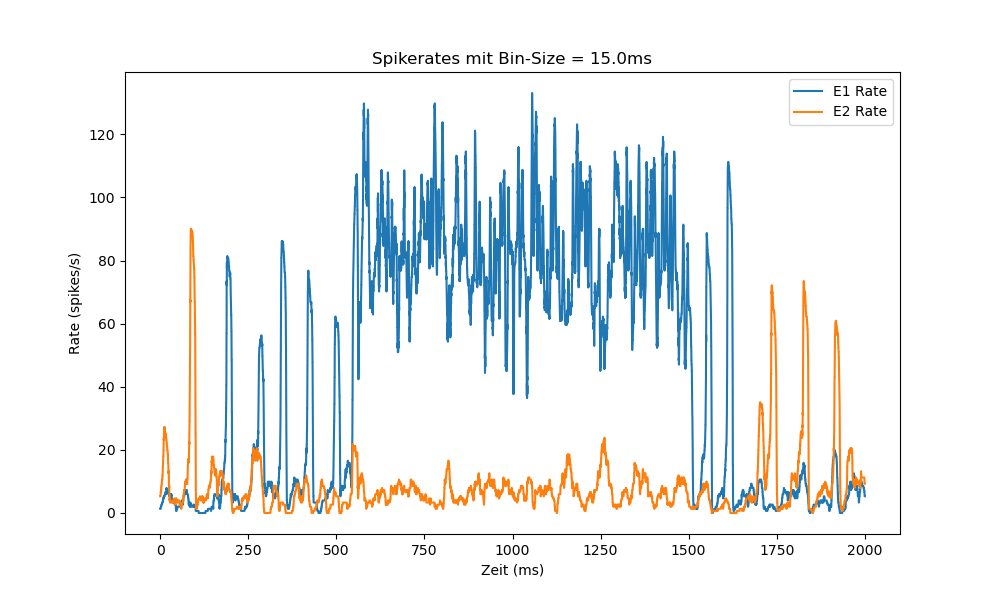 Spikerates mit Bin-Size = 15.0ms
E1 Rate
E2 Rate
Rate (spikes/s)
120
100
80
60
40
20
0
0 250 500 750 1000 1250 1500 1750 2000
Zeit (ms)